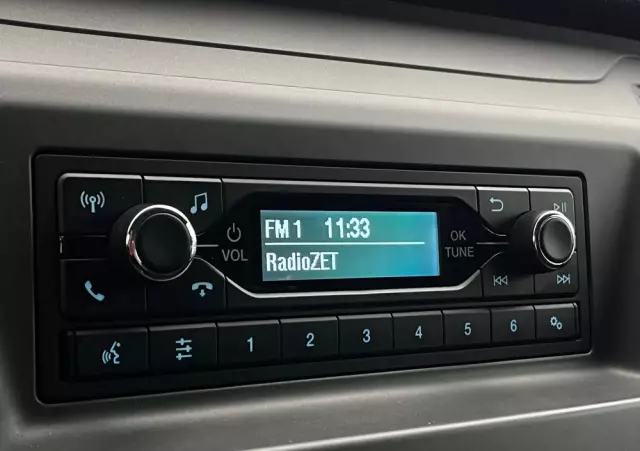 FM 1 11:33
RadioZET
VOL
OK
TUNE
1 2 3 4 5 6